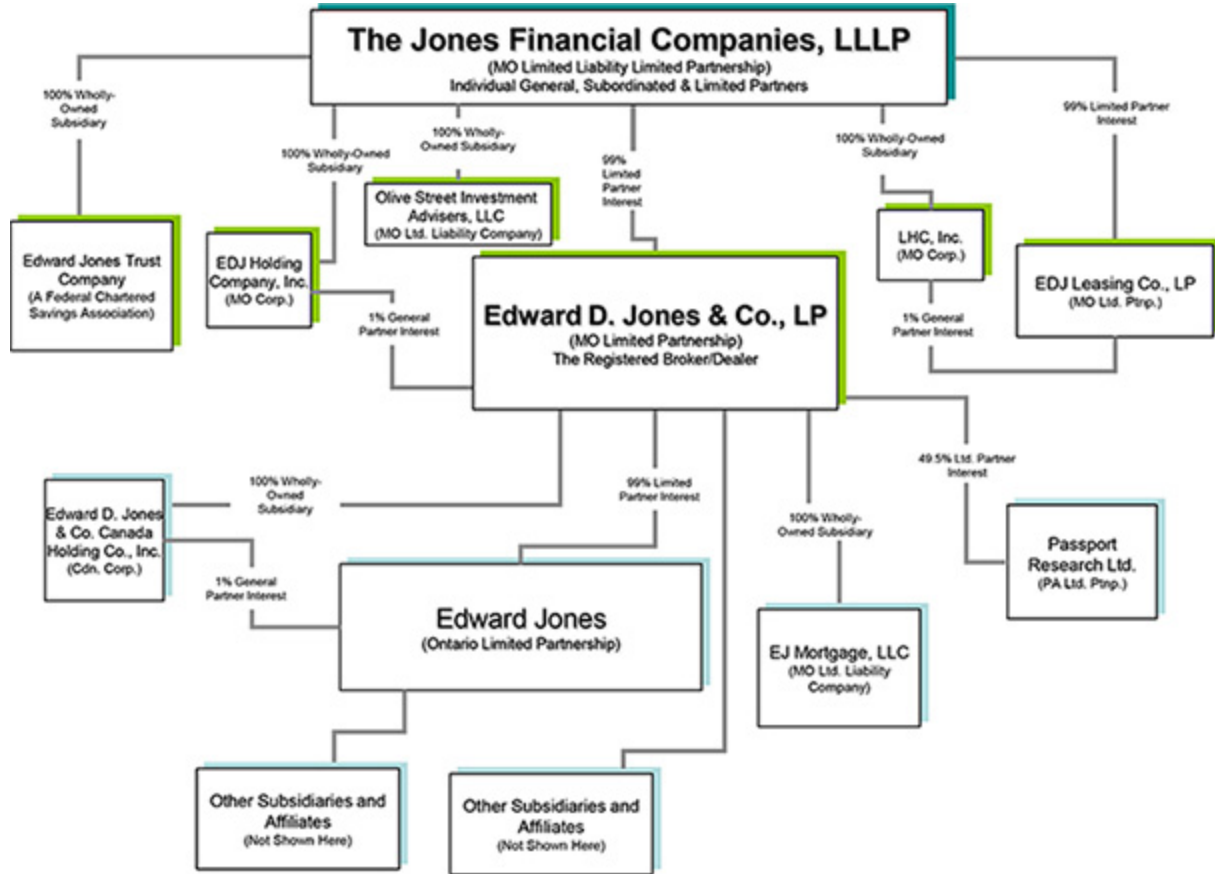 The Jones Financial Companies, LLLP
(MO Limited Liability Limited Partnership)
Individual General, Subordinated & Limited Partners
100% Wholly-
Owned
Subsidiary
100% Wholly-Owned
Subsidiary
100% Wholly-
Owned Subsidiary
99%
Limited
Partner
Interest
100% Wholly-
Owned Subsidiary
99% Limited Partner
Interest
Edward Jones Trust
Company
(A Federal Chartered
Savings Association)
EDJ Holding
Company, Inc.
(MO Corp.)
Olive Street Investment
Advisers, LLC
(MO Ltd. Liability Company)
LHC, Inc.
(MO Corp.)
EDJ Leasing Co., LP
(MO Ltd. Ptnp.)
1% General
Partner Interest
Edward D. Jones & Co., LP
(MO Limited Partnership)
The Registered Broker/Dealer
1% General
Partner Interest
100% Wholly-
Owned
Subsidiary
99% Limited
Partner Interest
100% Wholly-
Owned Subsidiary
49.5% Ltd. Partner
Interest
Edward D. Jones
& Co. Canada
Holding Co., Inc.
(Cdn. Corp.)
1% General
Partner Interest
Edward Jones
(Ontario Limited Partnership)
EJ Mortgage, LLC
(MO Ltd. Liability
Company)
Passport
Research Ltd.
(PA Ltd. Ptnp.)
Other Subsidiaries and
Affiliates
(Not Shown Here)
Other Subsidiaries and
Affiliates
(Not Shown Here)